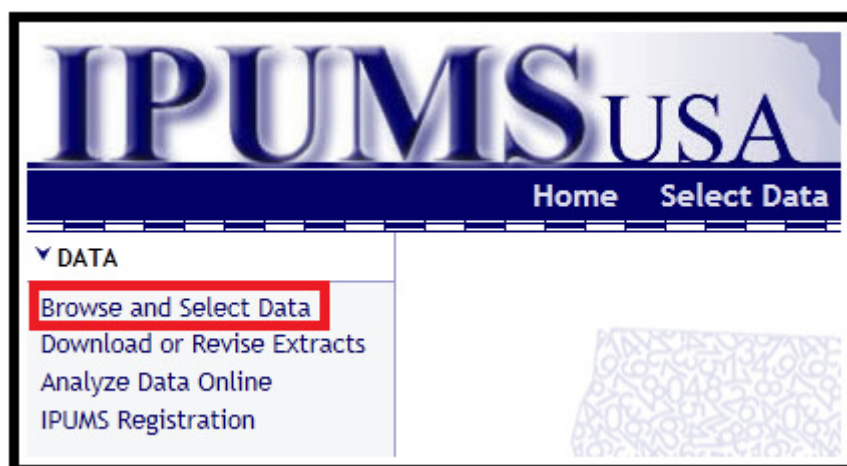 IPUMS USA
Home Select Data
DATA
Browse and Select Data
Download or Revise Extracts
Analyze Data Online
IPUMS Registration